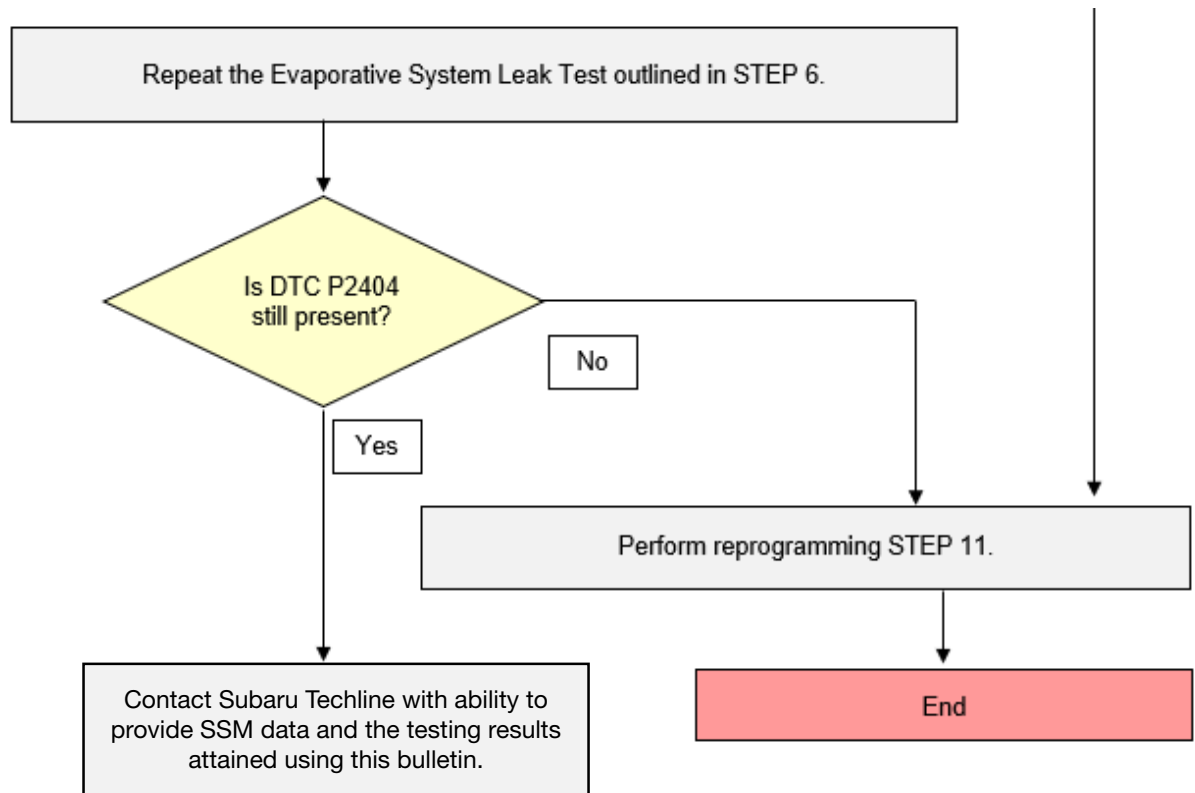 Repeat the Evaporative System Leak Test outlined in STEP 6.
Is DTC P2404
still present?
No
Yes
Perform reprogramming STEP 11.
Contact Subaru Techline with ability to
provide SSM data and the testing results
attained using this bulletin.
End